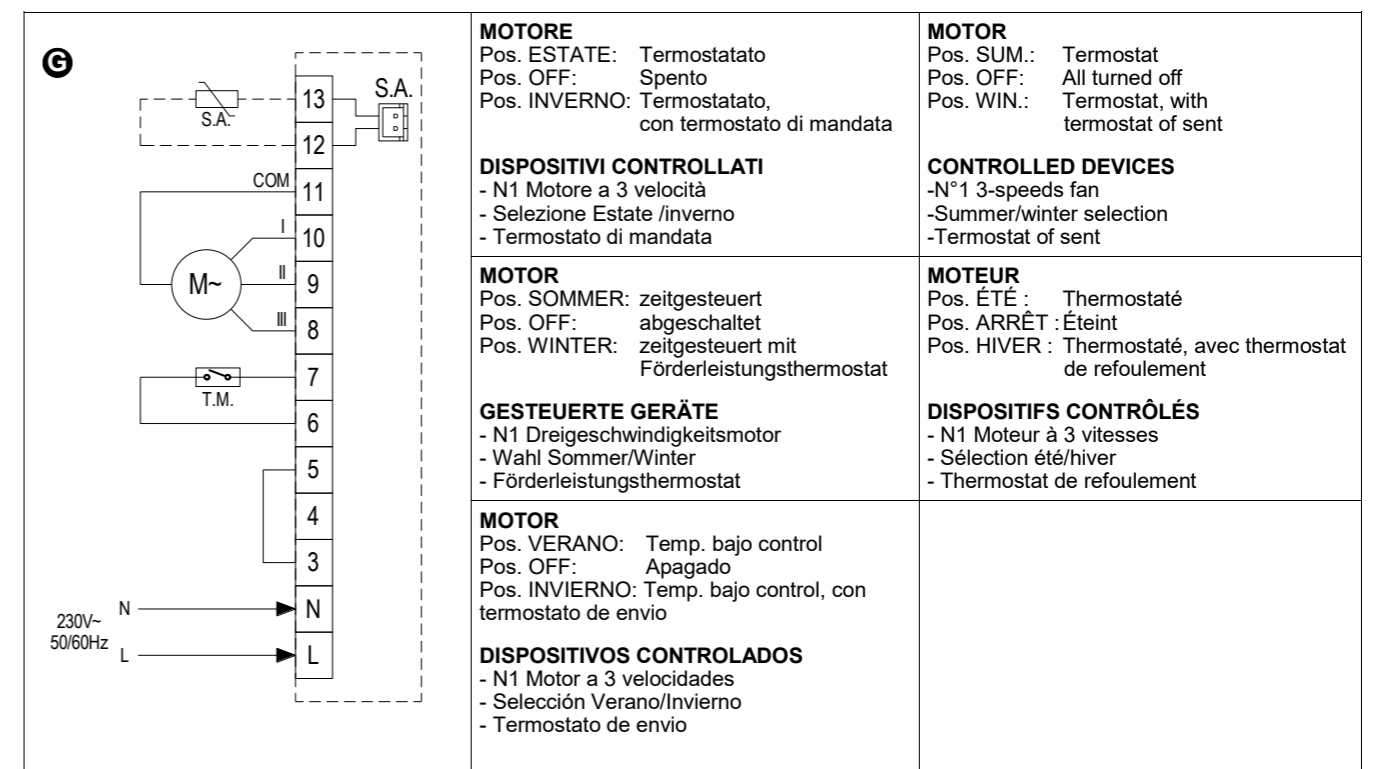 G
S.A.
S.A.
13
12
COM
11
I
10
M~
II
9
III
8
7
T.M.
6
5
4
3
N
N
230V~
50/60Hz
L
L
MOTORE
Pos. ESTATE: Termostatato
Pos. OFF: Spento
Pos. INVERNO: Termostatato,
con termostato di mandata
DISPOSITIVI CONTROLLATI
- N1 Motore a 3 velocità
- Selezione Estate /inverno
- Termostato di mandata
MOTOR
Pos. SUM.: Termostat
Pos. OFF: All turned off
Pos. WIN.: Termostat, with
termostat of sent
CONTROLLED DEVICES
-N°1 3-speeds fan
-Summer/winter selection
-Termostat of sent
MOTOR
Pos. SOMMER: zeitgesteuert
Pos. OFF: abgeschaltet
Pos. WINTER: zeitgesteuert mit
Förderleistungsthermostat
GESTEUERTE GERÄTE
- N1 Dreigeschwindigkeitsmotor
- Wahl Sommer/Winter
- Förderleistungsthermostat
MOTEUR
Pos. ÉTÉ : Thermostaté
Pos. ARRÊT : Éteint
Pos. HIVER : Thermostaté, avec thermostat
de refoulement
DISPOSITIFS CONTRÔLÉS
- N1 Moteur à 3 vitesses
- Sélection été/hiver
- Thermostat de refoulement
MOTOR
Pos. VERANO: Temp. bajo control
Pos. OFF: Apagado
Pos. INVIERNO: Temp. bajo control, con
termostato de envio
DISPOSITIVOS CONTROLADOS
- N1 Motor a 3 velocidades
- Selección Verano/Invierno
- Termostato de envio